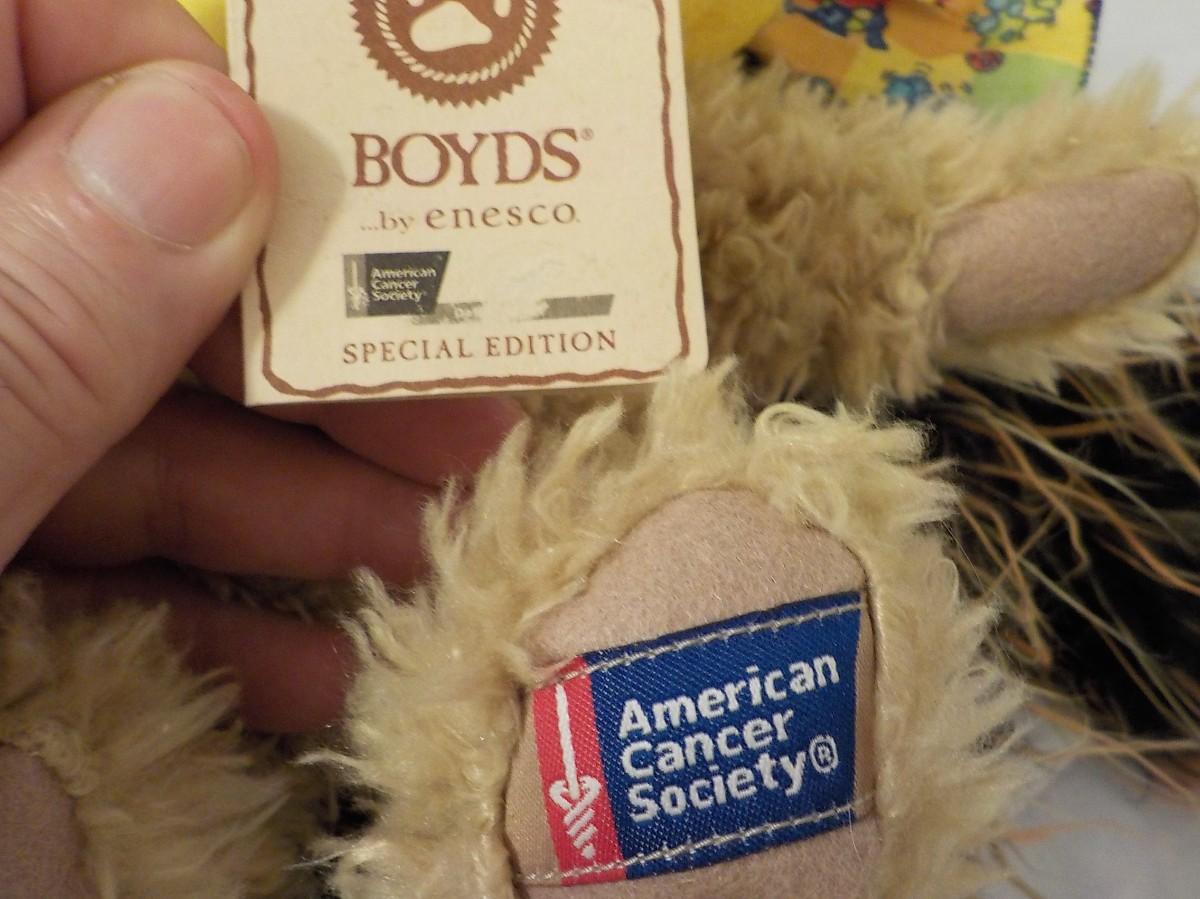 BOYDS®
...by enesco.
American
Cancer
Society®
SPECIAL EDITION
American
Cancer
Society®